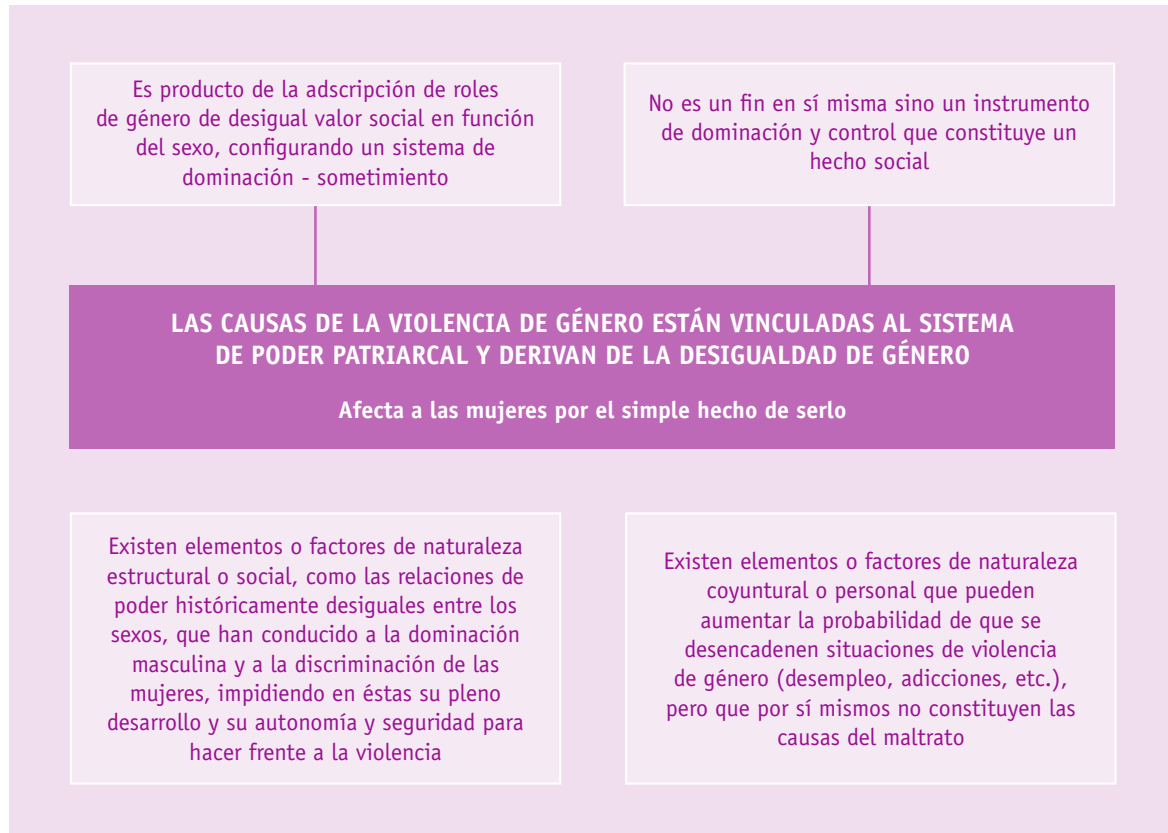 Es producto de la adscripción de roles
de género de desigual valor social en función
del sexo, configurando un sistema de
dominación - sometimiento
No es un fin en sí misma sino un instrumento
de dominación y control que constituye un
hecho social
LAS CAUSAS DE LA VIOLENCIA DE GÉNERO ESTÁN VINCULADAS AL SISTEMA
DE PODER PATRIARCAL Y DERIVAN DE LA DESIGUALDAD DE GÉNERO
Afecta a las mujeres por el simple hecho de serlo
Existen elementos o factores de naturaleza
estructural o social, como las relaciones de
poder históricamente desiguales entre los
sexos, que han conducido a la dominación
masculina y a la discriminación de las
mujeres, impidiendo en éstas su pleno
desarrollo y su autonomía y seguridad para
hacer frente a la violencia
Existen elementos o factores de naturaleza
coyuntural o personal que pueden
aumentar la probabilidad de que se
desencadenen situaciones de violencia
de género (desempleo, adicciones, etc.),
pero que por sí mismos no constituyen las
causas del maltrato